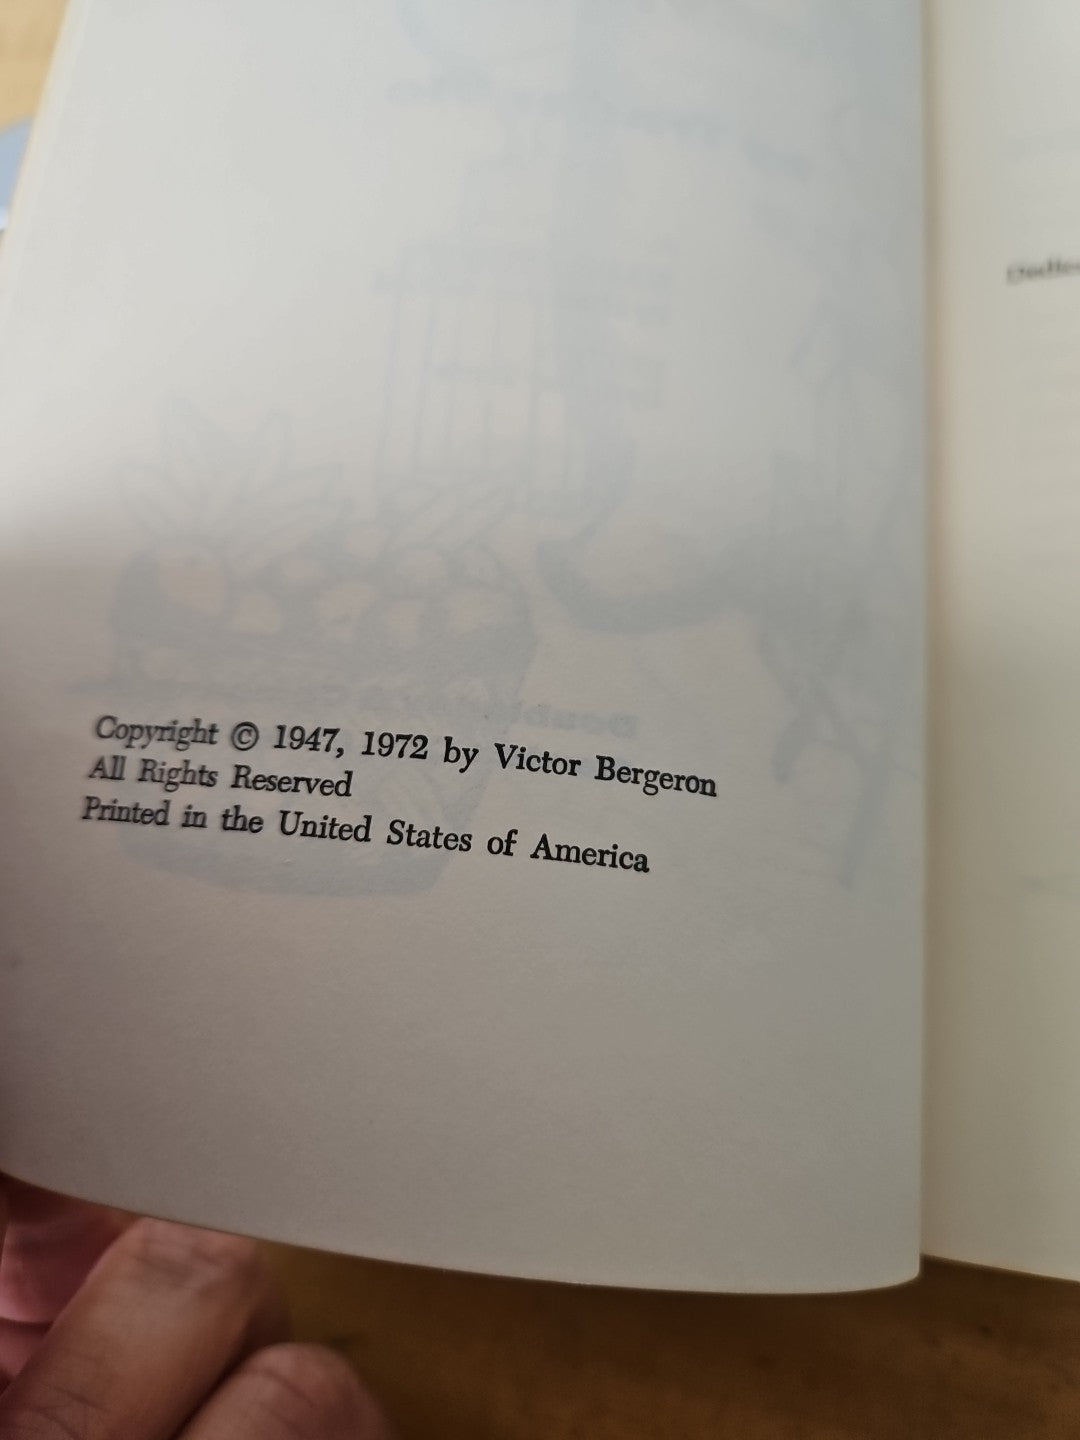 Copyright © 1947, 1972 by Victor Bergeron
All Rights Reserved
Printed in the United States of America